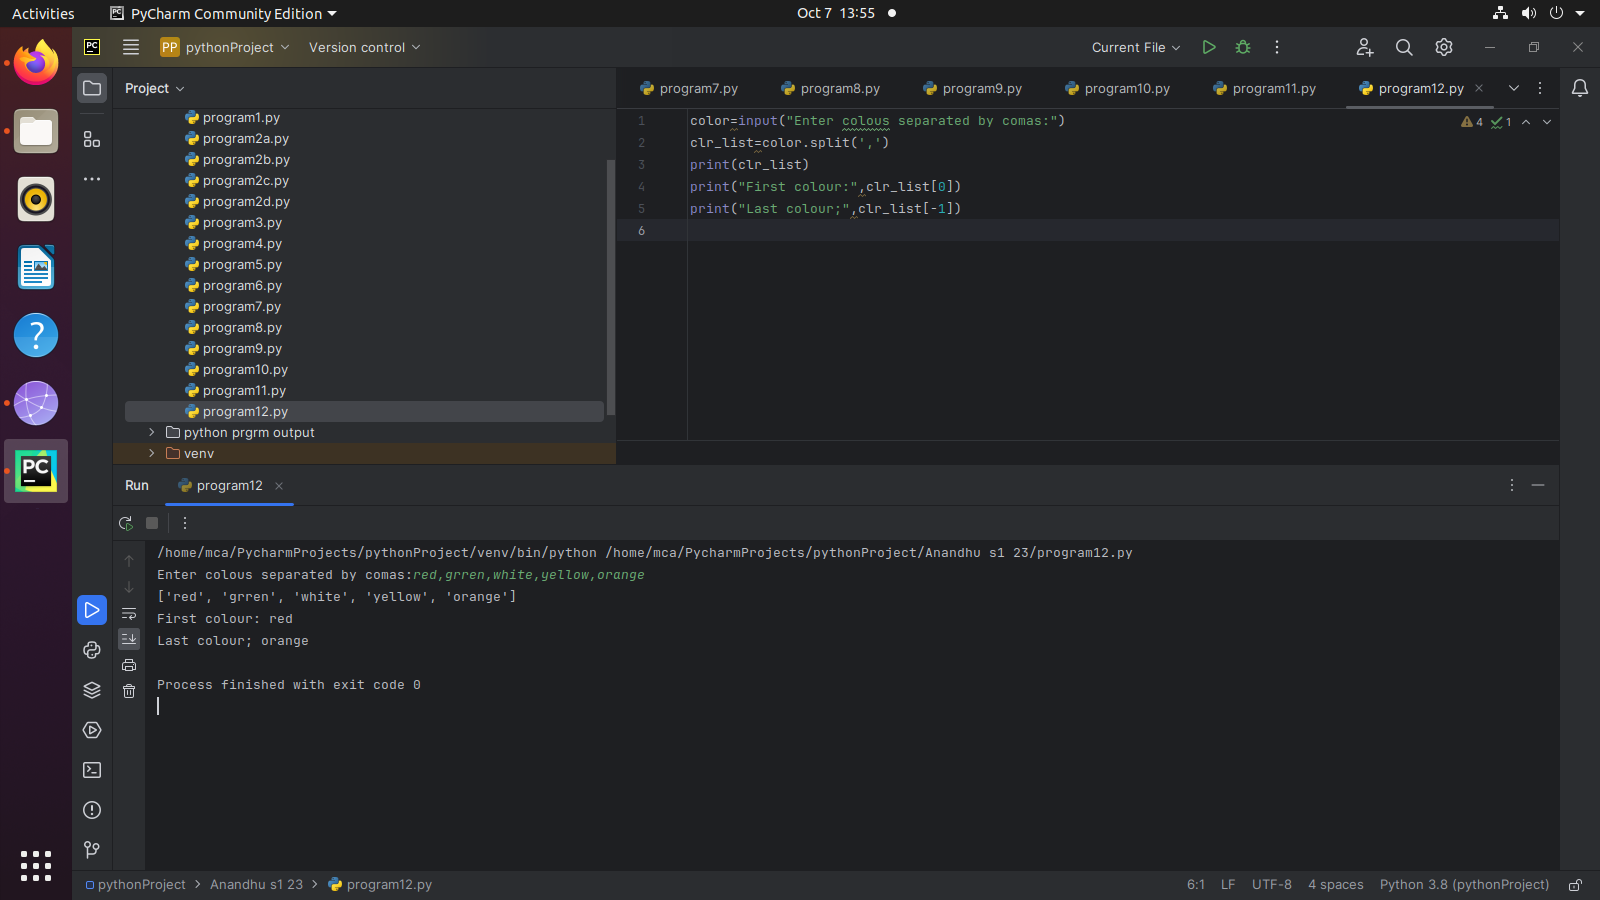 Activities PyCharm Community Edition Oct 7 13:55
PC PP pythonProject Version control Current File
Project
program7.py program8.py program9.py program10.py program11.py program12.py
program1.py
program2a.py
program2b.py
program2c.py
program2d.py
program3.py
program4.py
program5.py
program6.py
program7.py
program8.py
program9.py
program10.py
program11.py
program12.py
python prgrm output
venv
1 color=input("Enter colous separated by comas:") 4 1
2 clr_list=color.split(',')
3 print(clr_list)
4 print("First colour:",clr_list[0])
5 print("Last colour;",clr_list[-1])
6
?
PC
Run program12
/home/mca/PycharmProjects/pythonProject/venv/bin/python /home/mca/PycharmProjects/pythonProject/Anandhu s1 23/program12.py
Enter colous separated by comas:red,grren,white,yellow,orange
['red', 'grren', 'white', 'yellow', 'orange']
First colour: red
Last colour; orange
Process finished with exit code 0
pythonProject > Anandhu s1 23 > program12.py 6:1 LF UTF-8 4 spaces Python 3.8 (pythonProject)